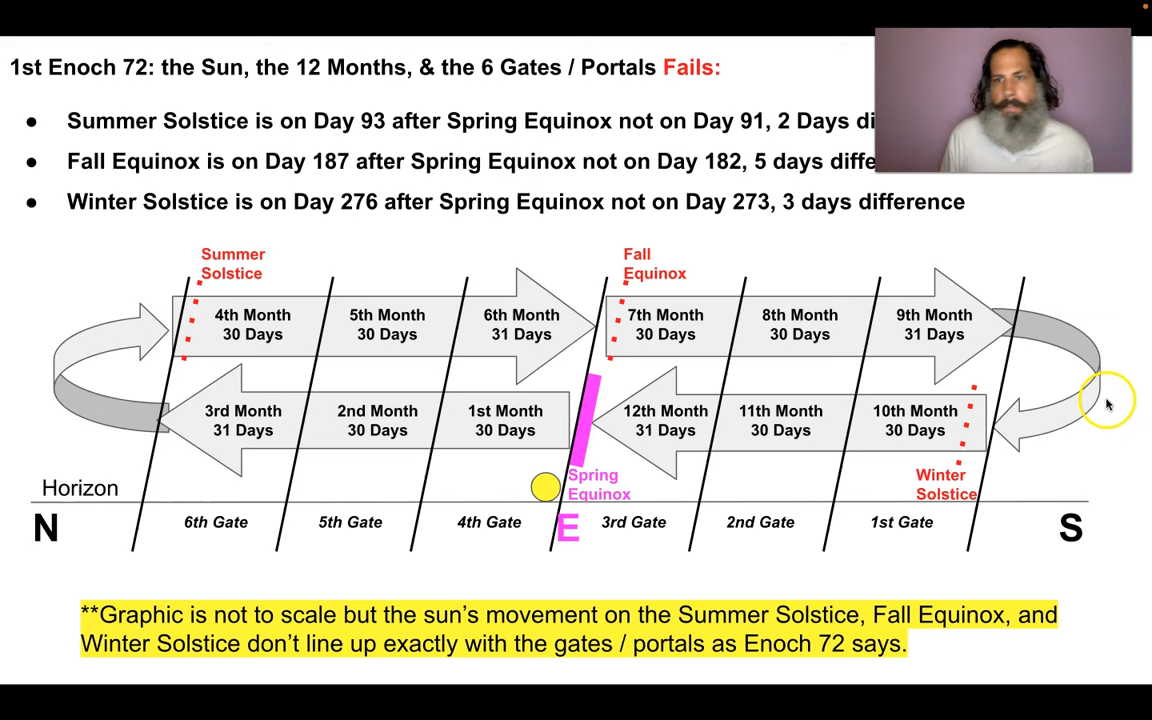 1st Enoch 72: the Sun, the 12 Months, & the 6 Gates / Portals Fails:
● Summer Solstice is on Day 93 after Spring Equinox not on Day 91, 2 Days
● Fall Equinox is on Day 187 after Spring Equinox not on Day 182, 5 days
● Winter Solstice is on Day 276 after Spring Equinox not on Day 273, 3 days difference
Summer
Solstice
Fall
Equinox
4th Month
30 Days
5th Month
30 Days
6th Month
31 Days
7th Month
30 Days
8th Month
30 Days
9th Month
31 Days
3rd Month
31 Days
2nd Month
30 Days
1st Month
30 Days
12th Month
31 Days
11th Month
30 Days
10th Month
30 Days
Spring
Equinox
Winter
Solstice
Horizon
N
6th Gate
5th Gate
4th Gate
E
3rd Gate
2nd Gate
1st Gate
S
**Graphic is not to scale but the sun's movement on the Summer Solstice, Fall Equinox, and
Winter Solstice don't line up exactly with the gates / portals as Enoch 72 says.